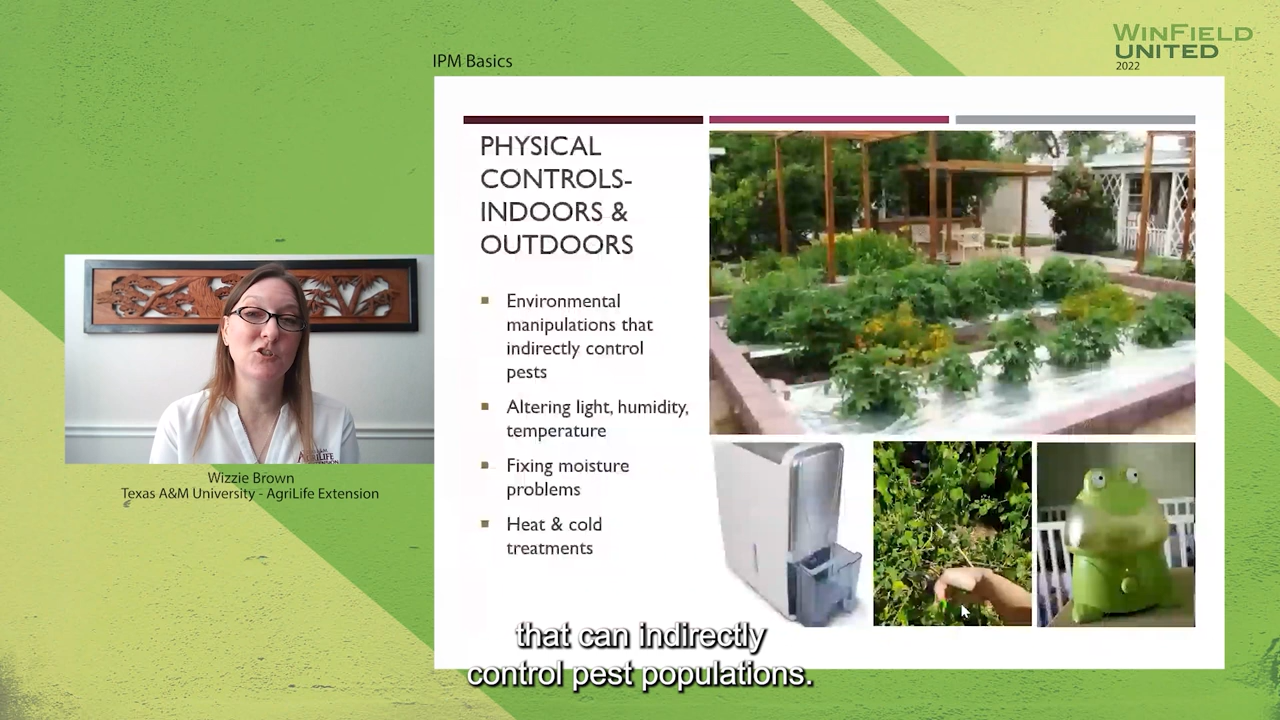 WINFIELD
UNITED
2022
IPM Basics
PHYSICAL
CONTROLS-
INDOORS &
OUTDOORS
Environmental
manipulations that
indirectly control
pests
Altering light, humidity,
temperature
Fixing moisture
problems
Heat & cold
treatments
AGRILIFE
Wizzie Brown
Texas A&M University - AgriLife Extension
that can indirectly
control pest populations.